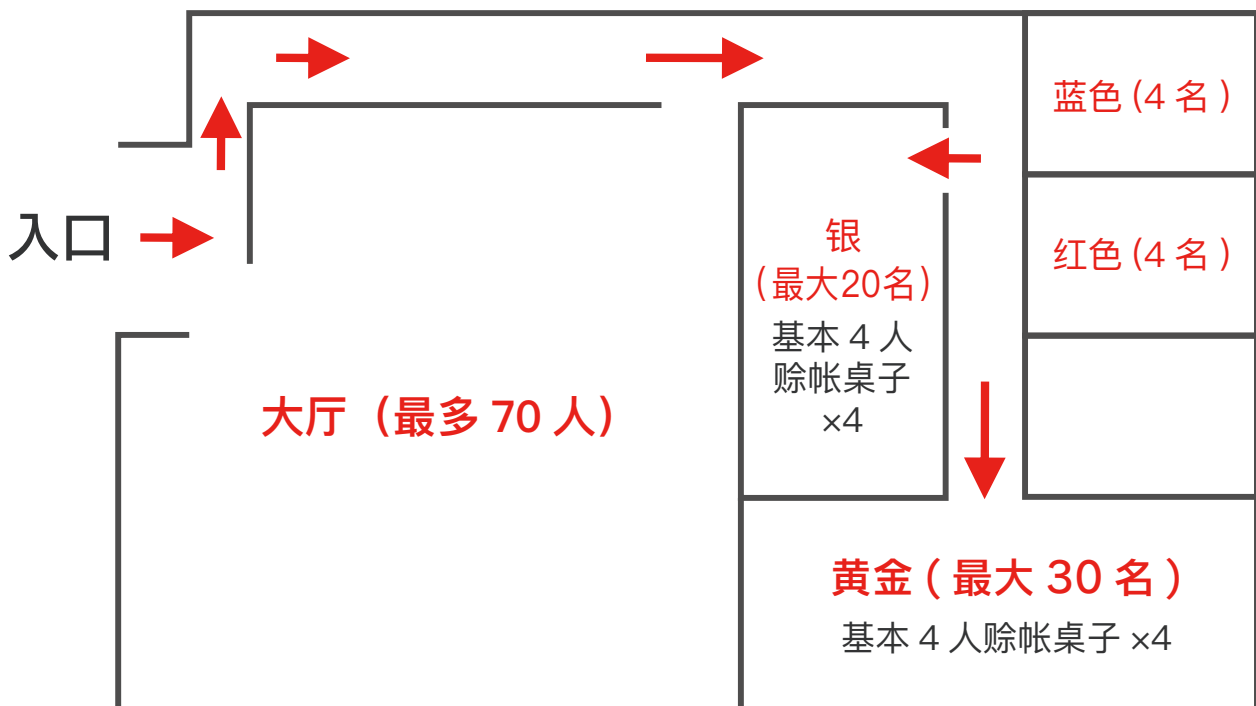 蓝色 (4 名 )
入口
银
(最大20名)
红色 (4 名 )
基本 4 人
赊帐桌子
×4
大厅（最多 70 人）
黄金 ( 最大 30 名 )
基本 4 人赊帐桌子 ×4